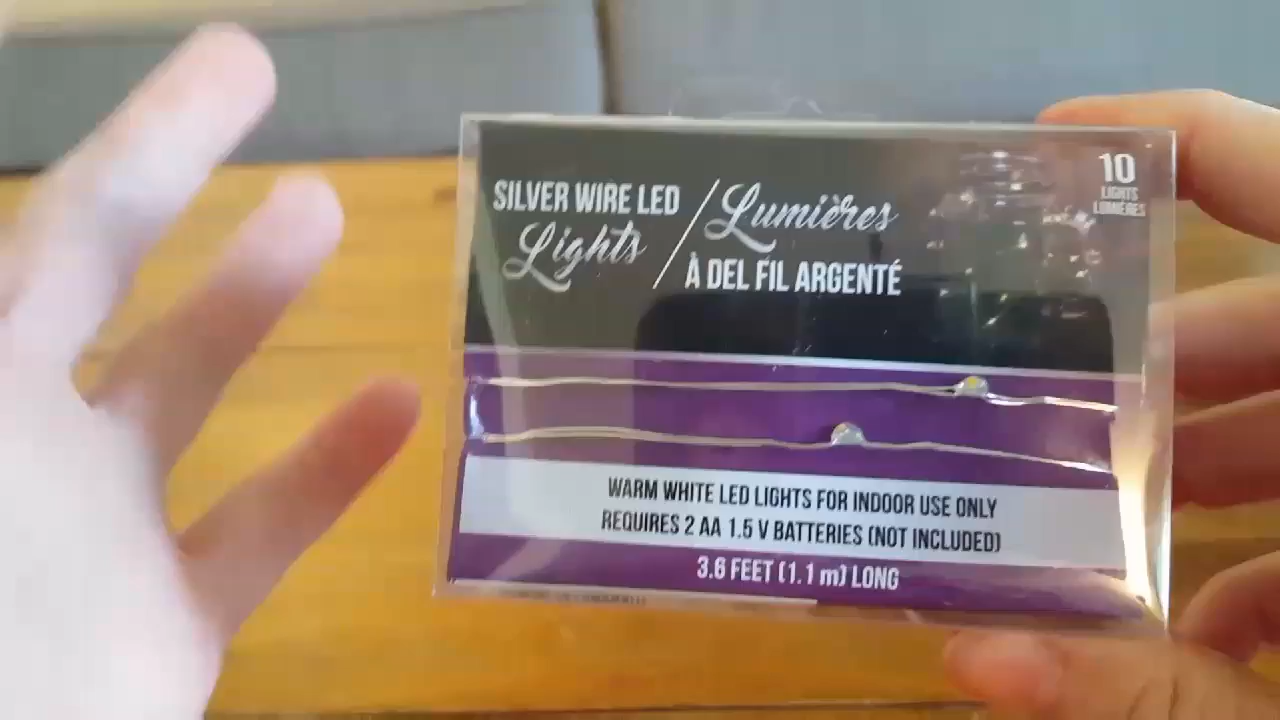 SILVER WIRE LED
Lights
/
Lumières
À DEL FIL ARGENTÉ
10
LIGHTS
LUMIÈRES
WARM WHITE LED LIGHTS FOR INDOOR USE ONLY
REQUIRES 2 AA 1.5 V BATTERIES (NOT INCLUDED)
3.6 FEET (1.1 m) LONG